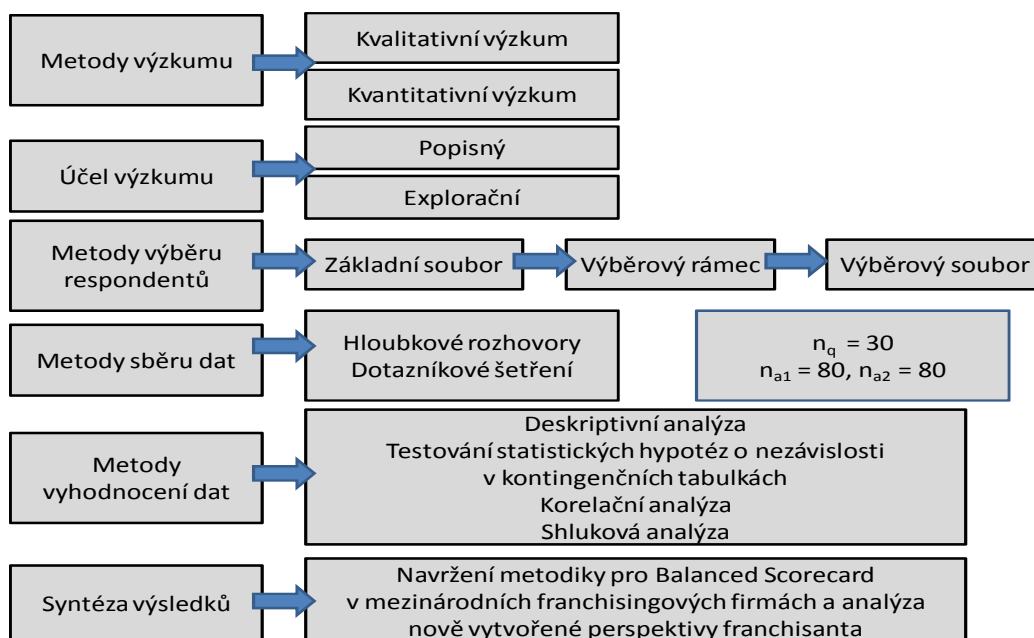 Metody výzkumu
Kvalitativní výzkum
Kvantitativní výzkum
Účel výzkumu
Popisný
Explorační
Metody výběru
respondentů
Základní soubor
Výběrový rámec
Výběrový soubor
Metody sběru dat
Hloubkové rozhovory
Dotazníkové šetření
n_q = 30
n_a1 = 80, n_a2 = 80
Metody
vyhodnocení dat
Deskriptivní analýza
Testování statistických hypotéz o nezávislosti
v kontingenčních tabulkách
Korelační analýza
Shluková analýza
Syntéza výsledků
Navržení metodiky pro Balanced Scorecard
v mezinárodních franchisingových firmách a analýza
nově vytvořené perspektivy franchisanta